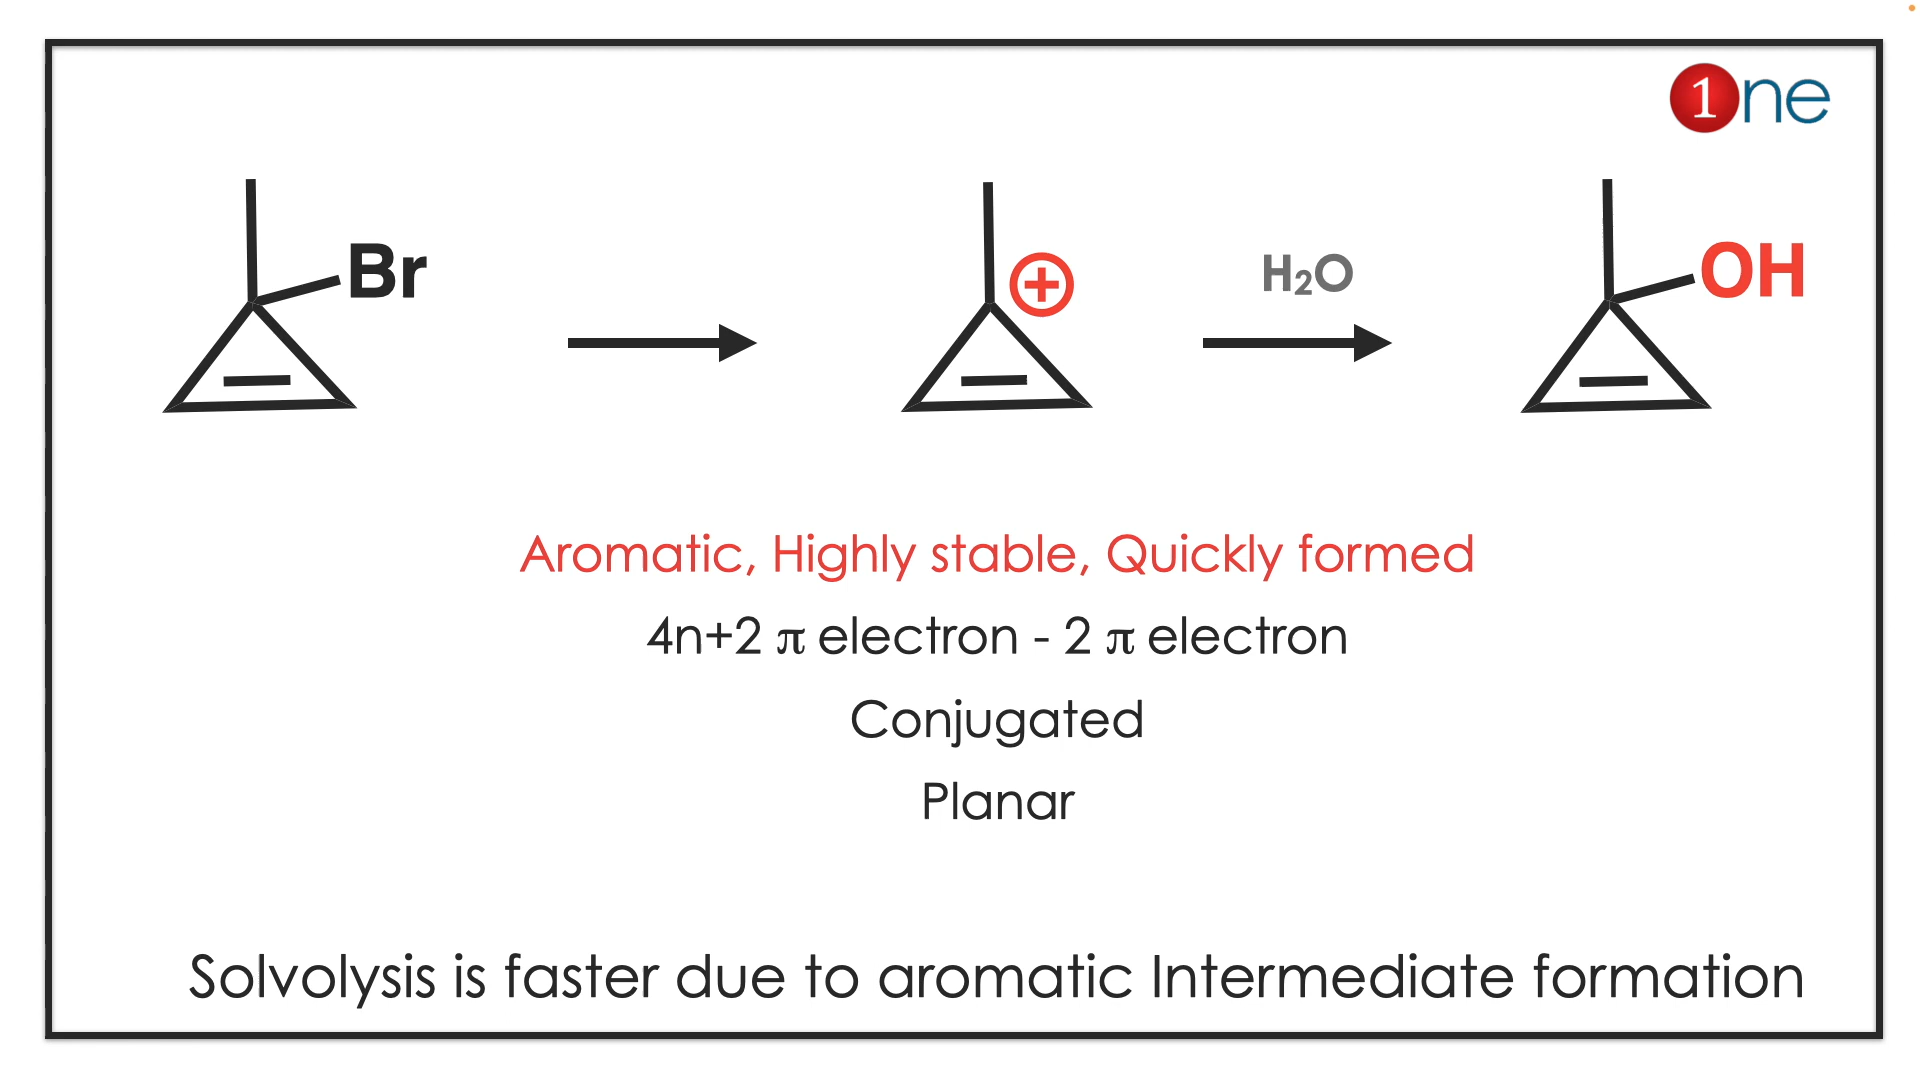 1ne
Br
⊕
H₂O
OH
Aromatic, Highly stable, Quickly formed
4n+2 π electron - 2 π electron
Conjugated
Planar
Solvolysis is faster due to aromatic Intermediate formation